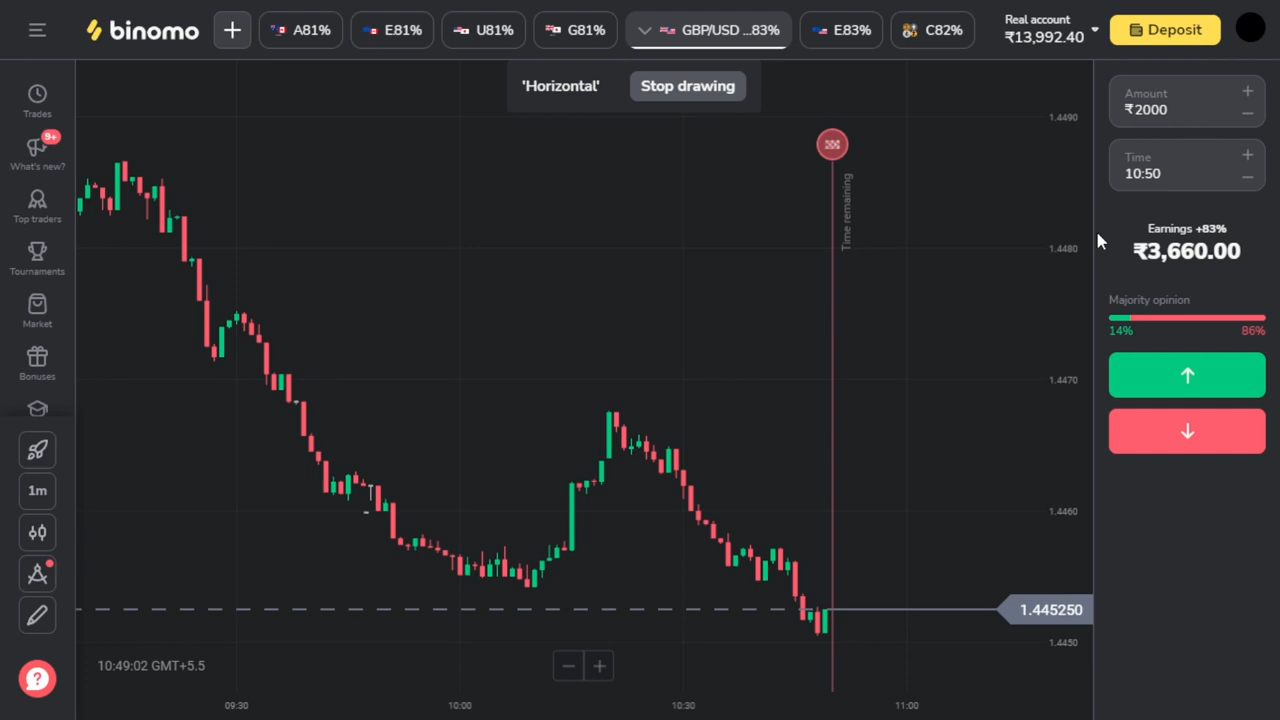 binomo
+
A81%
E81%
U81%
G81%
GBP/USD ...83%
E83%
C82%
Real account
₹13,992.40
Deposit
'Horizontal'
Stop drawing
Trades
9+
What's new?
Top traders
Tournaments
Market
Bonuses
1m
?
Time remaining
1.4490
1.4480
1.4470
1.4460
1.445250
1.4450
10:49:02 GMT+5.5
− +
09:30
10:00
10:30
11:00
Amount
₹2000
+
−
Time
10:50
+
−
Earnings +83%
₹3,660.00
Majority opinion
14%
86%
↑
↓